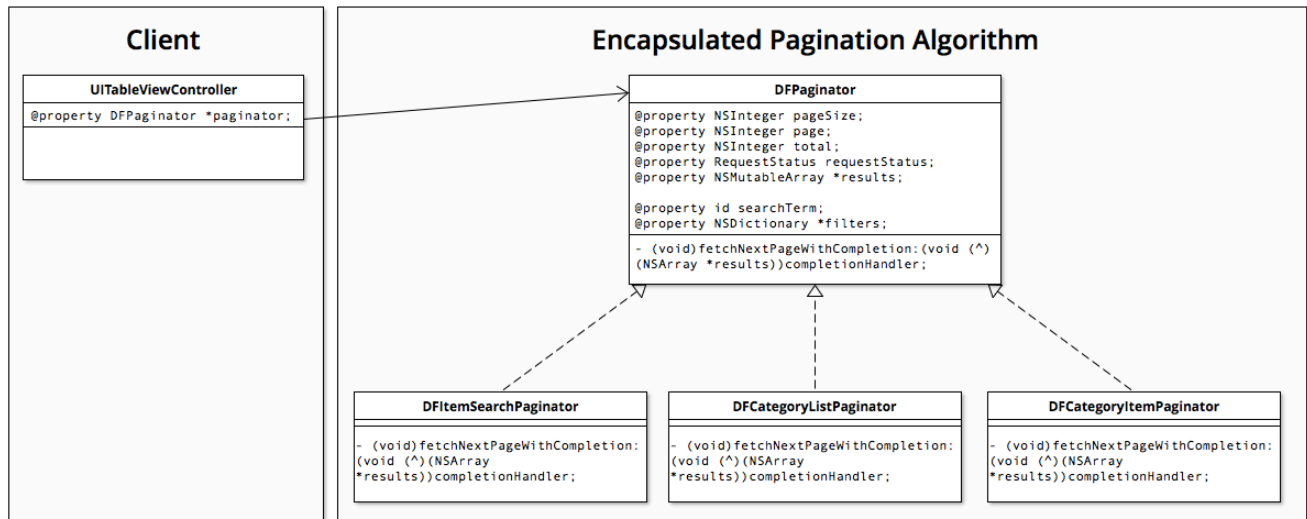 Client
UITableViewController
@property DFPaginator *paginator;
Encapsulated Pagination Algorithm
DFPaginator
@property NSInteger pageSize;
@property NSInteger page;
@property NSInteger total;
@property RequestStatus requestStatus;
@property NSMutableArray *results;
@property id searchTerm;
@property NSDictionary *filters;
- (void)fetchNextPageWithCompletion:(void (^)
(NSArray *results))completionHandler;
DFItemSearchPaginator
- (void)fetchNextPageWithCompletion:
(void (^)(NSArray
*results))completionHandler;
DFCategoryListPaginator
- (void)fetchNextPageWithCompletion:
(void (^)(NSArray
*results))completionHandler;
DFCategoryItemPaginator
- (void)fetchNextPageWithCompletion:
(void (^)(NSArray
*results))completionHandler;